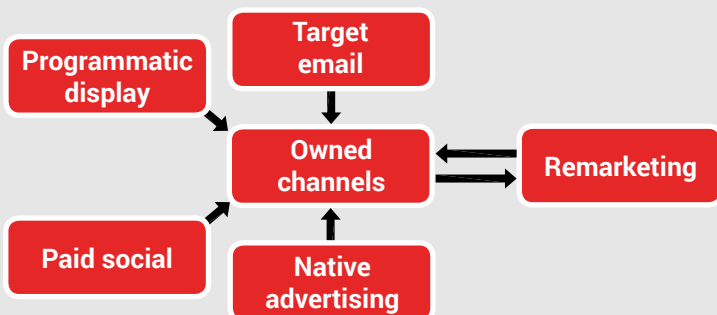 Target
email
Programmatic
display
Owned
channels
Remarketing
Paid social
Native
advertising